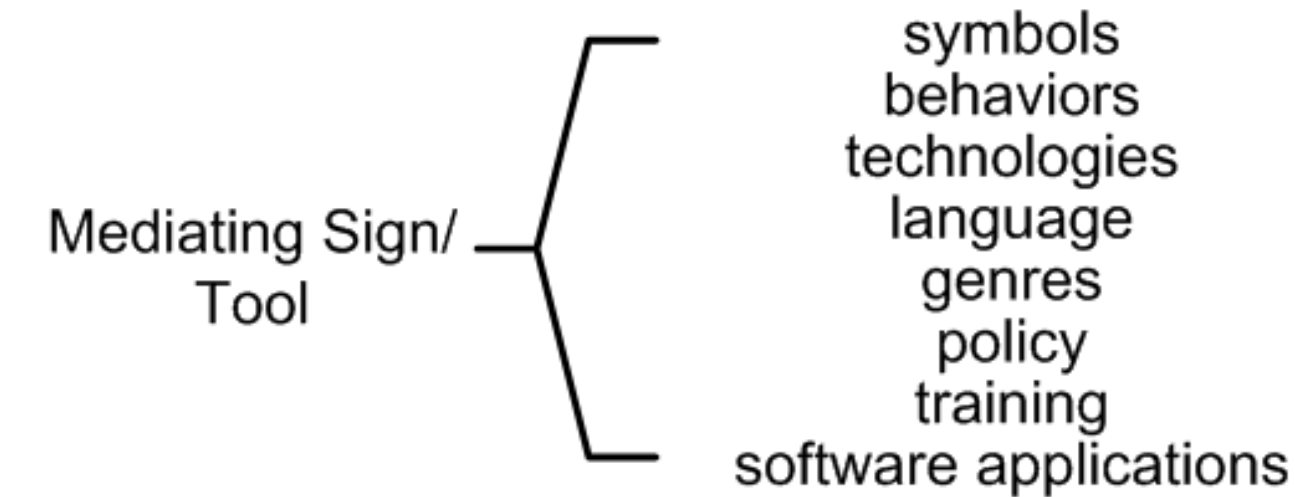 Mediating Sign/
Tool
symbols
behaviors
technologies
language
genres
policy
training
software applications